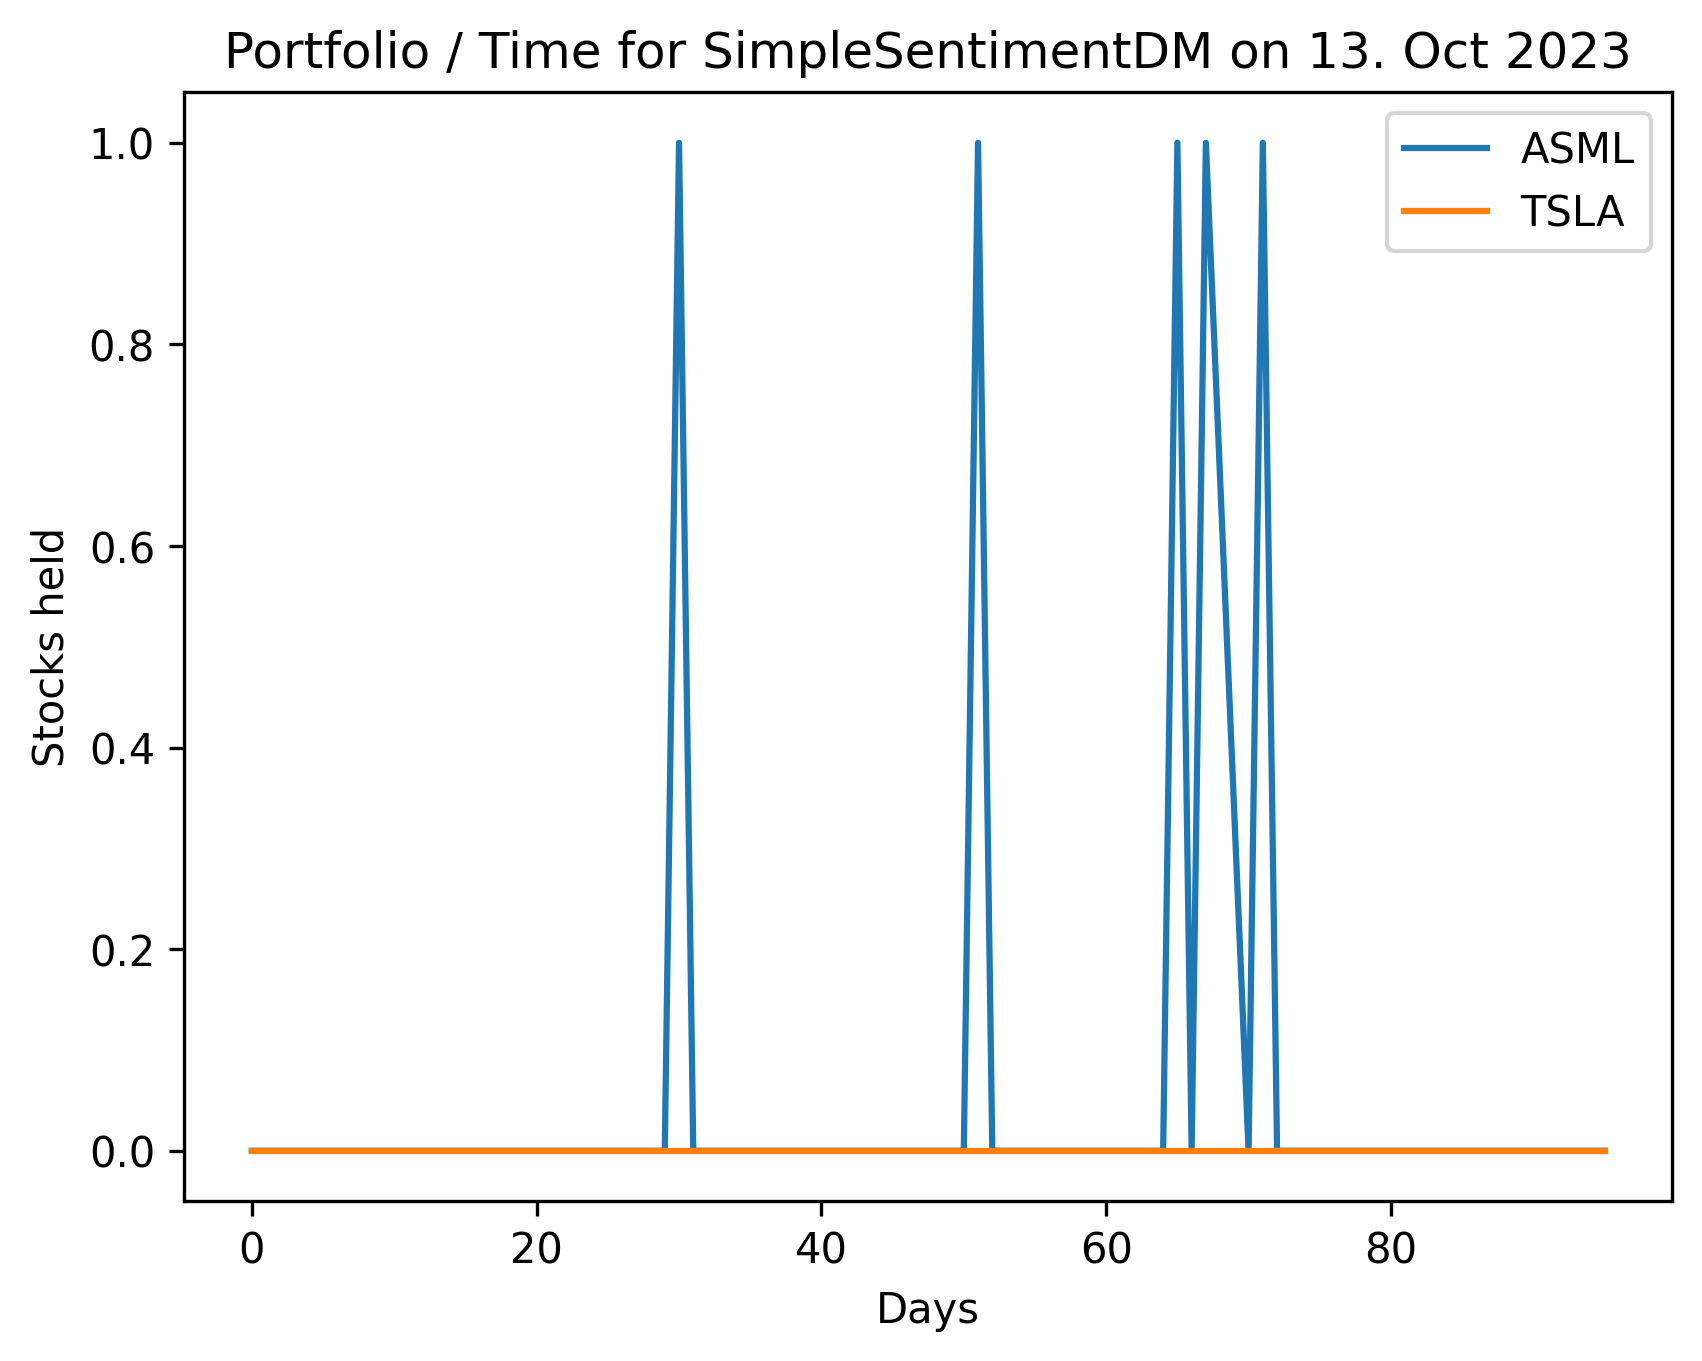 Portfolio / Time for SimpleSentimentDM on 13. Oct 2023
ASML
TSLA
1.0
0.8
0.6
0.4
0.2
0.0
Stocks held
0 20 40 60 80
Days